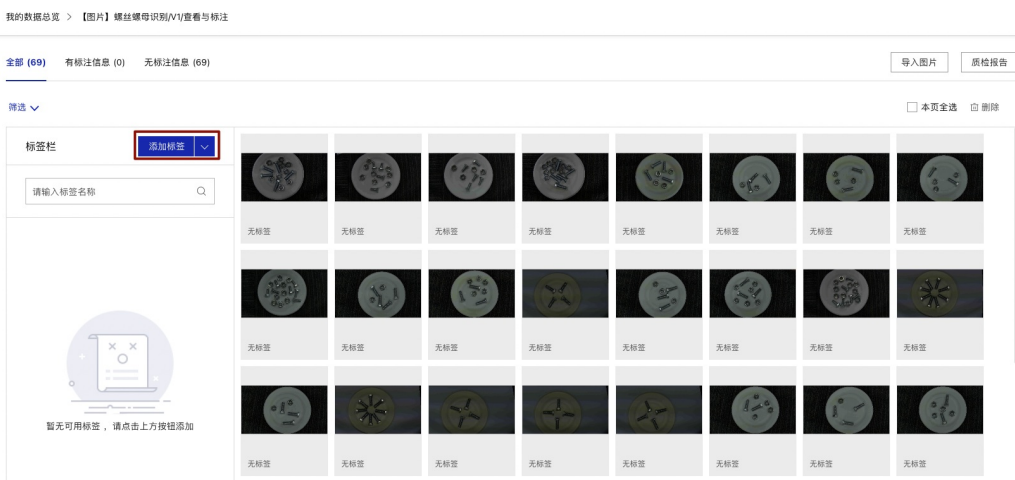 我的数据总览 > 【图片】螺丝螺母识别/V1/查看与标注
全部 (69) 有标注信息 (0) 无标注信息 (69) 导入图片 质检报告
筛选 本页全选 删除
标签栏 添加标签
请输入标签名称
无标签 无标签 无标签 无标签 无标签 无标签 无标签 无标签
无标签 无标签 无标签 无标签 无标签 无标签 无标签 无标签
暂无可用标签 ，请点击上方按钮添加
无标签 无标签 无标签 无标签 无标签 无标签 无标签 无标签